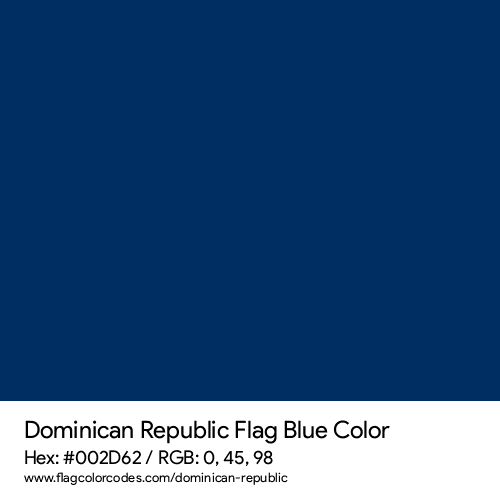 Dominican Republic Flag Blue Color
Hex: #002D62 / RGB: 0, 45, 98
www.flagcolorcodes.com/dominican-republic